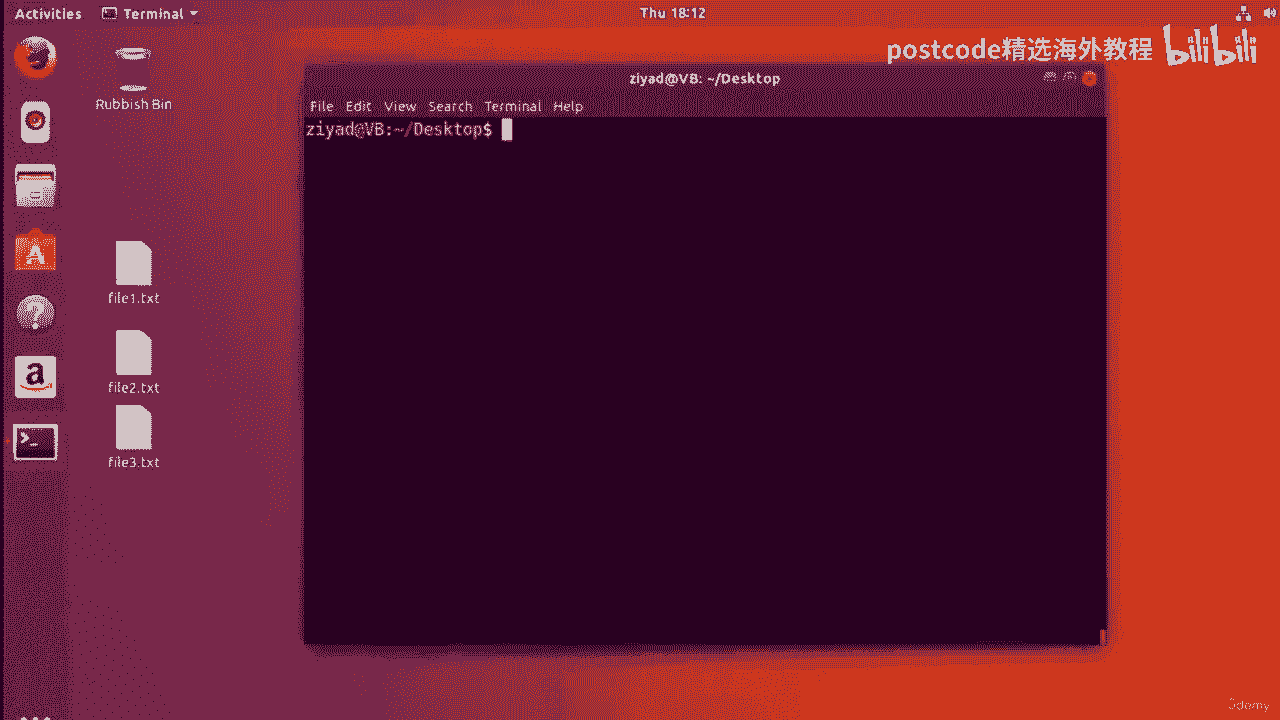 Activities Terminal Thu 18:12
postcode精选海外教程 bilibili
Rubbish Bin
ziyad@VB: ~/Desktop
File Edit View Search Terminal Help
ziyad@VB:~/Desktop$
file1.txt
file2.txt
file3.txt
Udemy